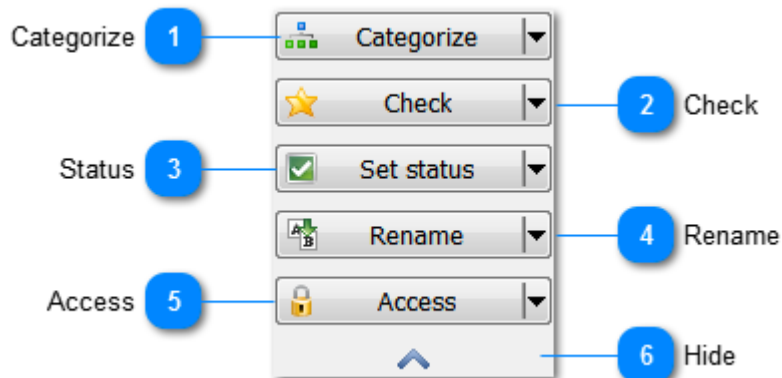 Categorize 1 Categorize
Check 2 Check
Status 3 Set status
Rename 4 Rename
Access 5 Access
6 Hide